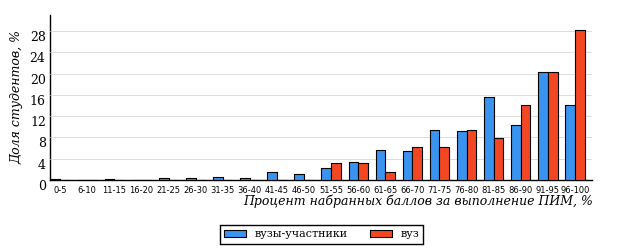 Доля студентов, %
28
24
20
16
12
8
4
0
0-5 6-10 11-15 16-20 21-25 26-30 31-35 36-40 41-45 46-50 51-55 56-60 61-65 66-70 71-75 76-80 81-85 86-90 91-95 96-100
Процент набранных баллов за выполнение ПИМ, %
вузы-участники вуз